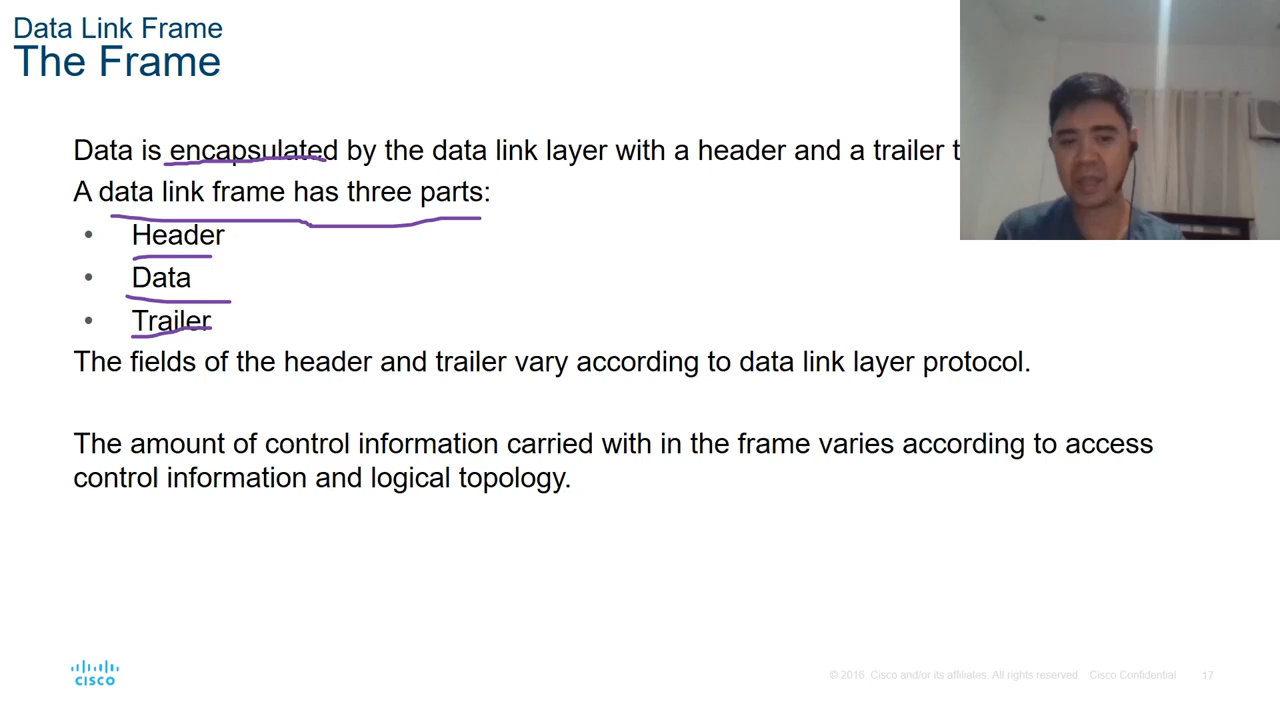 Data Link Frame
The Frame
Data is encapsulated by the data link layer with a header and a trailer
A data link frame has three parts:
• Header
• Data
• Trailer
The fields of the header and trailer vary according to data link layer protocol.
The amount of control information carried with in the frame varies according to access
control information and logical topology.
CISCO
© 2016 Cisco and/or its affiliates. All rights reserved. Cisco Confidential 17